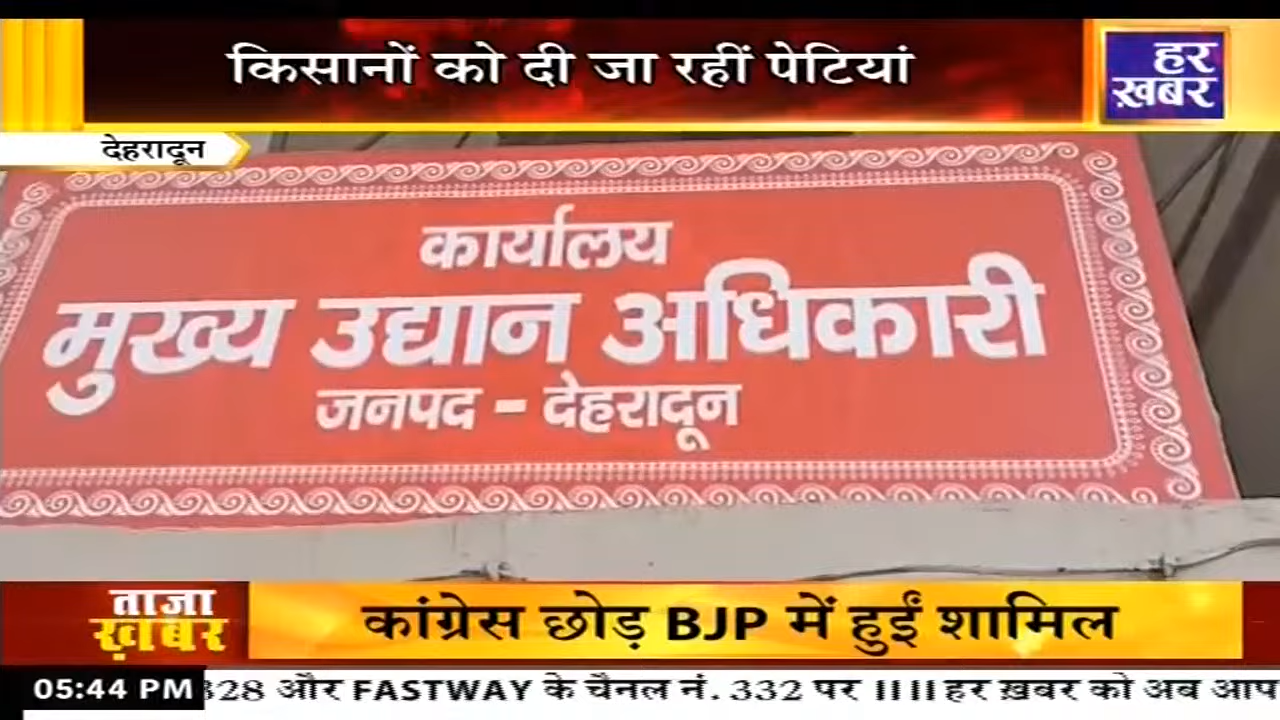 किसानों को दी जा रहीं पेटियां
हर
ख़बर
देहरादून
कार्यालय
मुख्य उद्यान अधिकारी
जनपद - देहरादून
ताजा
ख़बर
कांग्रेस छोड़ BJP में हुईं शामिल
05:44 PM
328 और FASTWAY के चैनल नं. 332 पर IIII हर ख़बर को अब आप